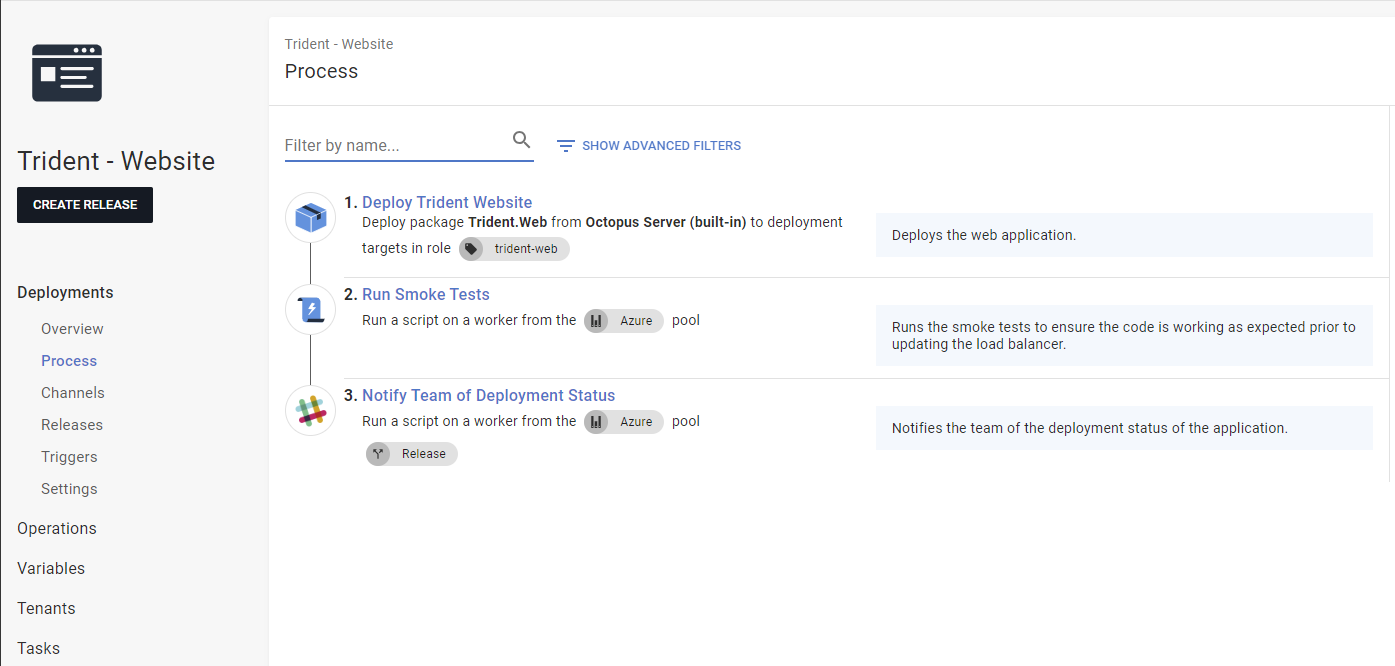 Trident - Website
CREATE RELEASE
Deployments
Overview
Process
Channels
Releases
Triggers
Settings
Operations
Variables
Tenants
Tasks
Trident - Website
Process
Filter by name...
SHOW ADVANCED FILTERS
1. Deploy Trident Website
Deploy package Trident.Web from Octopus Server (built-in) to deployment
targets in role trident-web
Deploys the web application.
2. Run Smoke Tests
Run a script on a worker from the Azure pool
Runs the smoke tests to ensure the code is working as expected prior to
updating the load balancer.
3. Notify Team of Deployment Status
Run a script on a worker from the Azure pool
Release
Notifies the team of the deployment status of the application.